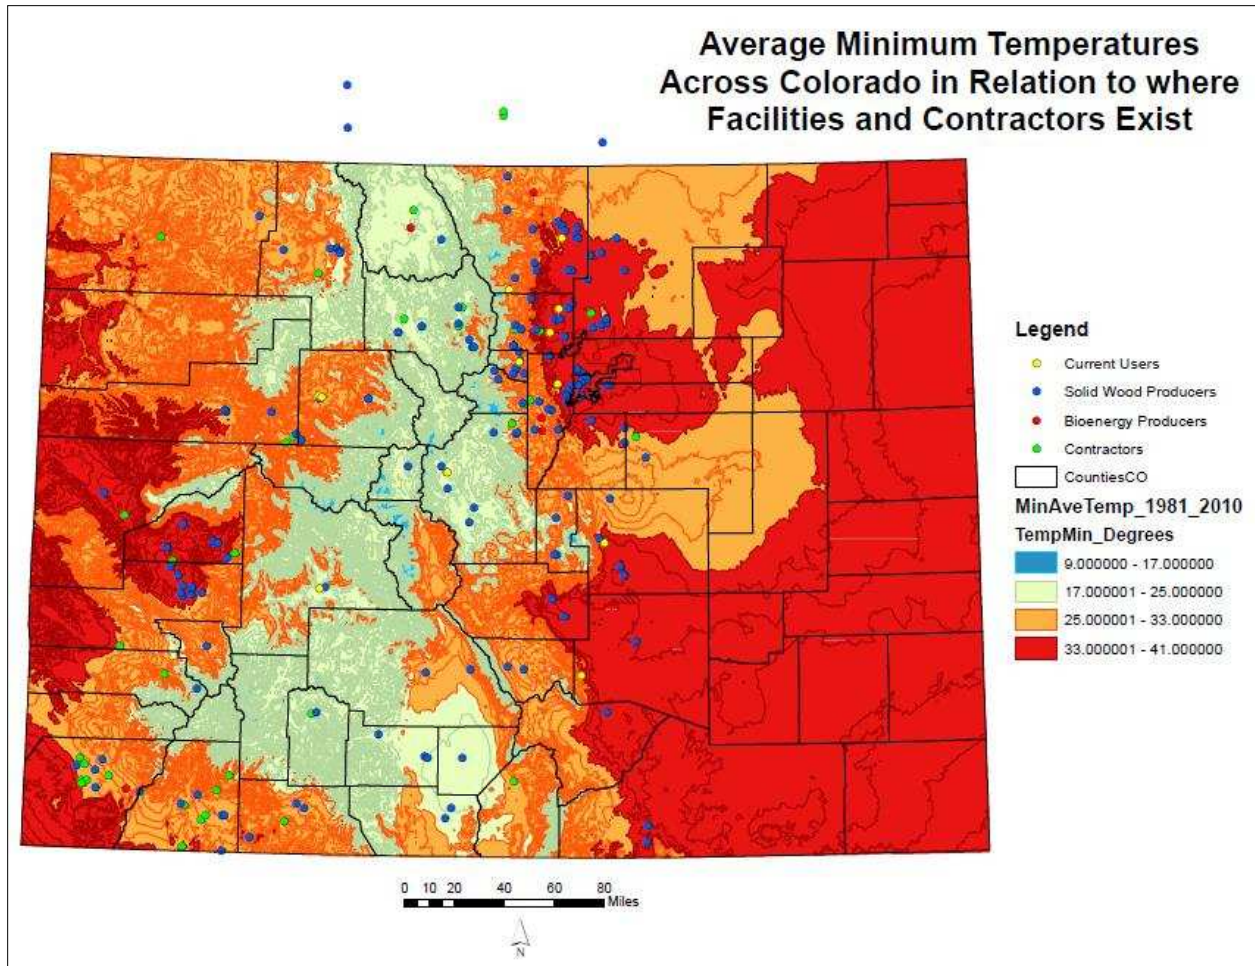 Average Minimum Temperatures
Across Colorado in Relation to where
Facilities and Contractors Exist
Legend
Current Users
Solid Wood Producers
Bioenergy Producers
Contractors
CountiesCO
MinAveTemp_1981_2010
TempMin_Degrees
9.000000 - 17.000000
17.000001 - 25.000000
25.000001 - 33.000000
33.000001 - 41.000000
0 10 20 40 60 80
Miles
N